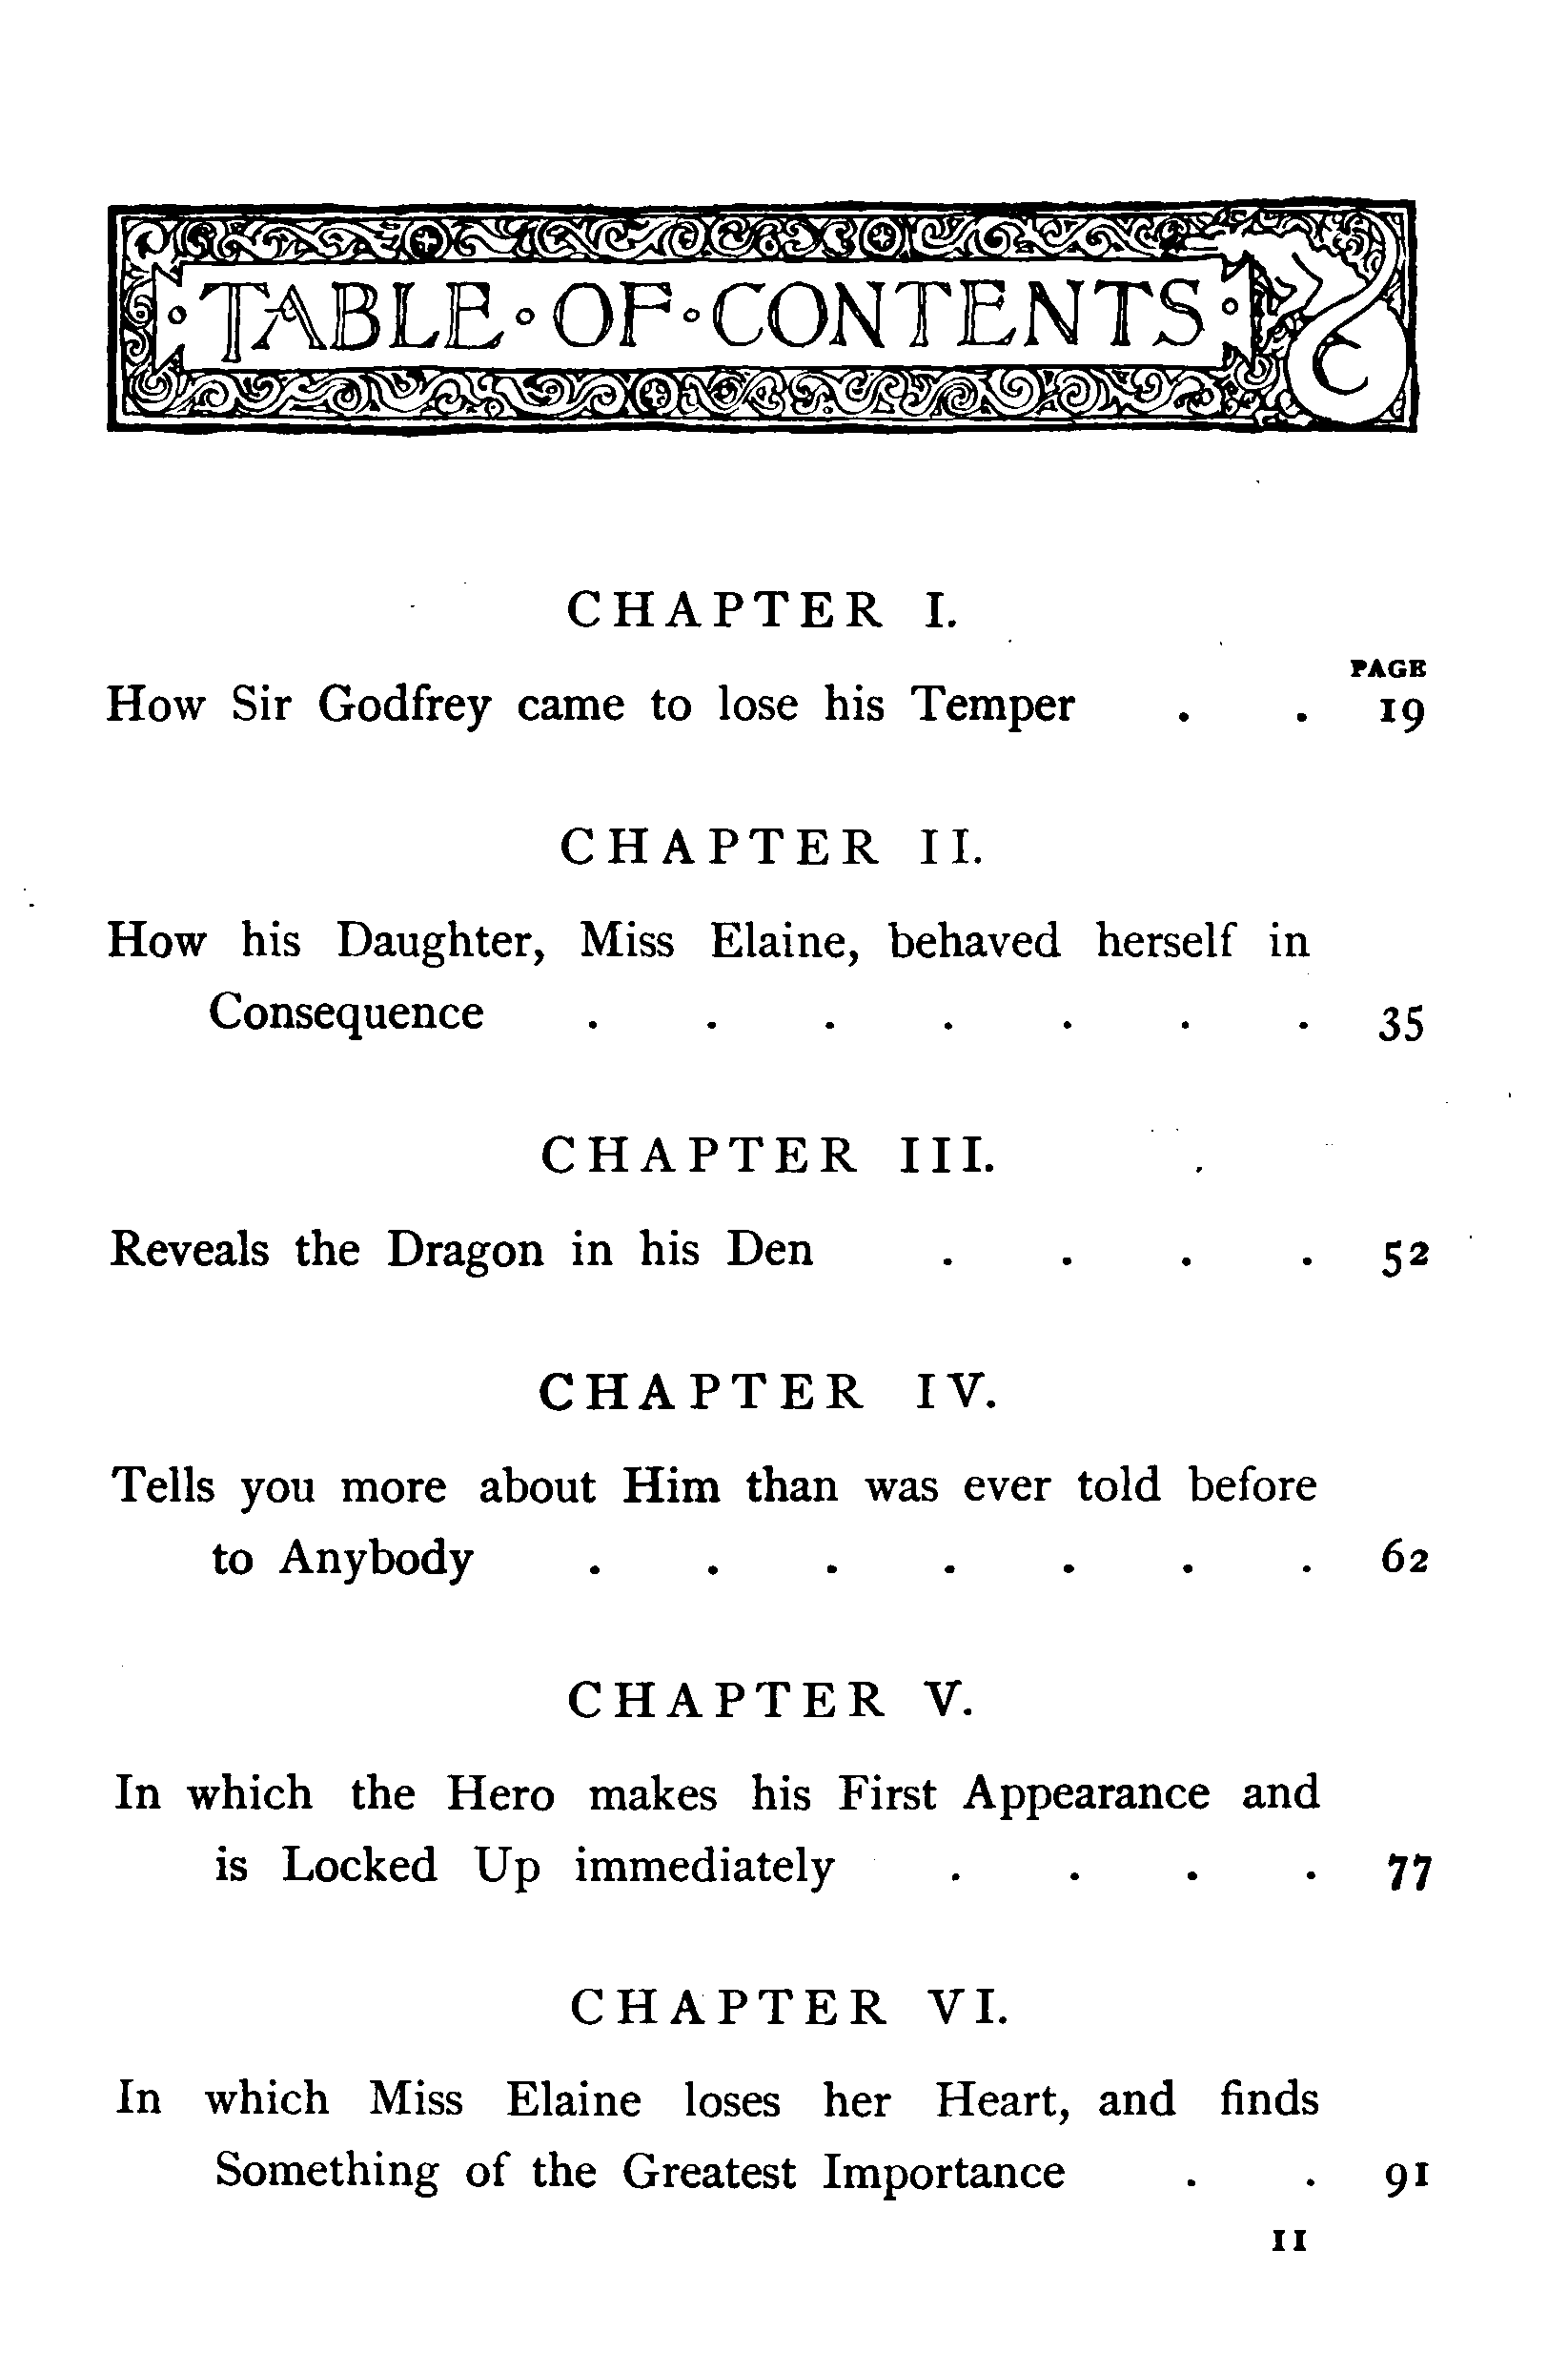 ·TABLE·OF·CONTENTS·
CHAPTER I.
PAGE
How Sir Godfrey came to lose his Temper . . 19
CHAPTER II.
How his Daughter, Miss Elaine, behaved herself in
Consequence . . . . . . . 35
CHAPTER III.
Reveals the Dragon in his Den . . . . 52
CHAPTER IV.
Tells you more about Him than was ever told before
to Anybody . . . . . . . 62
CHAPTER V.
In which the Hero makes his First Appearance and
is Locked Up immediately . . . . 77
CHAPTER VI.
In which Miss Elaine loses her Heart, and finds
Something of the Greatest Importance . . 91
11